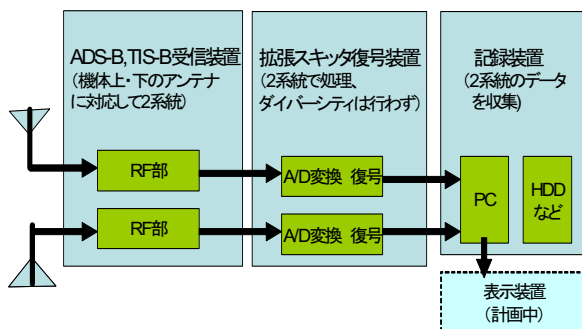 ADS-B,TIS-B受信装置
(機体上・下のアンテナ
に対応して2系統)
RF部
RF部
拡張スキッタ復号装置
(2系統で処理、
ダイバーシティは行わず)
A/D変換 復号
A/D変換 復号
記録装置
(2系統のデータ
を収集)
PC
HDD
など
表示装置
(計画中)